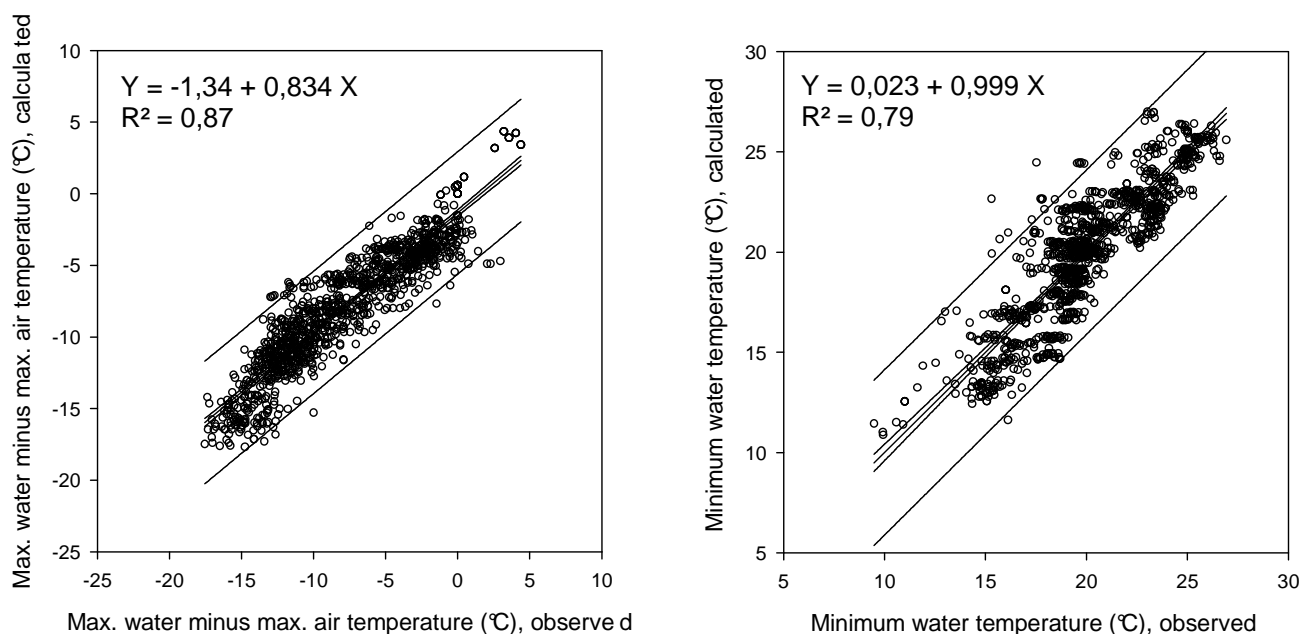 Max. water minus max. air temperature (°C), calcula ted
10
5
0
-5
-10
-15
-20
-25
Y = -1,34 + 0,834 X
R² = 0,87
-25 -20 -15 -10 -5 0 5 10
Max. water minus max. air temperature (°C), observe d
Minimum water temperature (°C), calculated
30
25
20
15
10
5
Y = 0,023 + 0,999 X
R² = 0,79
5 10 15 20 25 30
Minimum water temperature (°C), observed